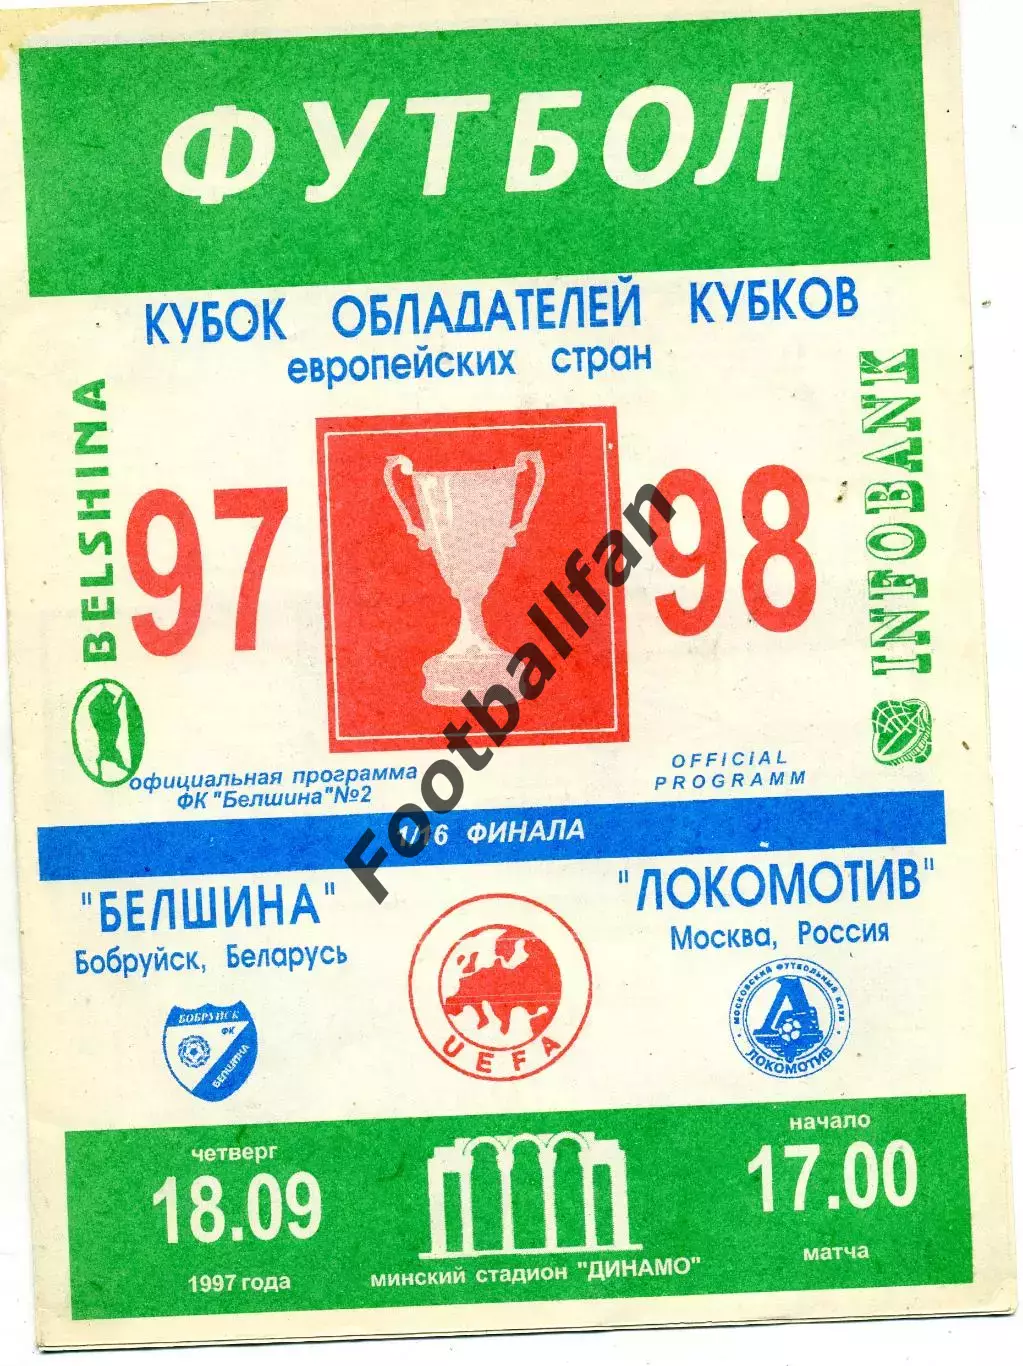 ФУТБОЛ
КУБОК ОБЛАДАТЕЛЕЙ КУБКОВ
европейских стран
BELSHINA
97
98
INFOBANK
официальная программа
ФК "Белшина"№2
OFFICIAL
PROGRAMM
1/16 ФИНАЛА
"БЕЛШИНА"
Бобруйск, Беларусь
"ЛОКОМОТИВ"
Москва, Россия
БОБРУЙСК
ФК
БЕЛШИНА
UEFA
МОСКОВСКИЙ ФУТБОЛЬНЫЙ КЛУБ
Л
ЛОКОМОТИВ
четверг
18.09
1997 года
МИНСКИЙ СТАДИОН "ДИНАМО"
начало
17.00
матча
Footballfan